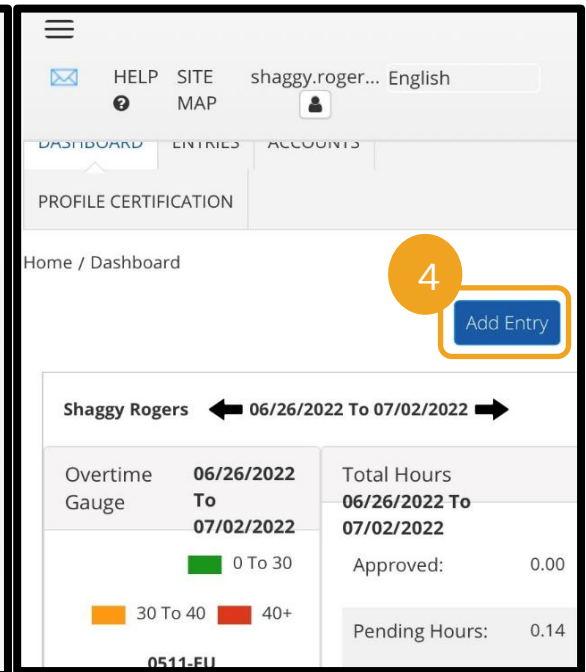 HELP SITE shaggy.roger... English
MAP
DASHBOARD ENTRIES ACCOUNTS
PROFILE CERTIFICATION
Home / Dashboard
4
Add Entry
Shaggy Rogers 06/26/2022 To 07/02/2022
Overtime Gauge
06/26/2022 To 07/02/2022
0 To 30
30 To 40 40+
0511-EU
Total Hours
06/26/2022 To 07/02/2022
Approved: 0.00
Pending Hours: 0.14